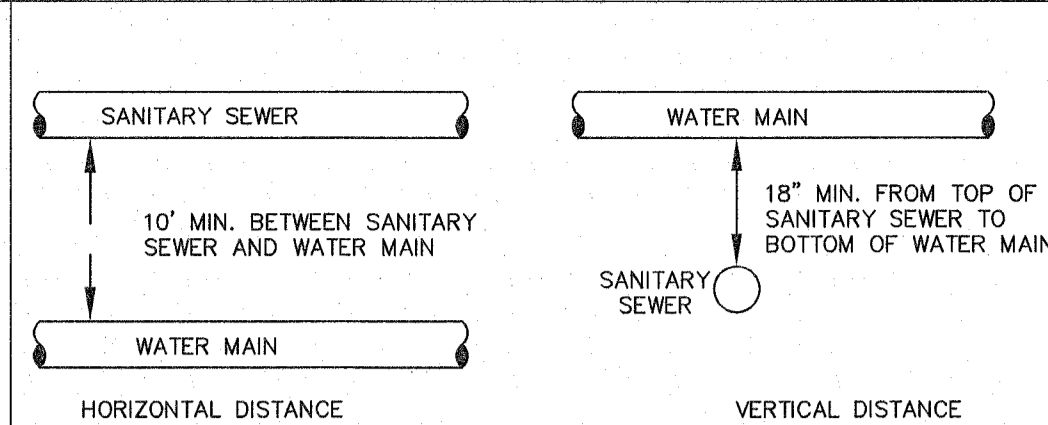 SANITARY SEWER
10' MIN. BETWEEN SANITARY
SEWER AND WATER MAIN
WATER MAIN
HORIZONTAL DISTANCE
WATER MAIN
18" MIN. FROM TOP OF
SANITARY SEWER TO
BOTTOM OF WATER MAIN
SANITARY
SEWER
VERTICAL DISTANCE